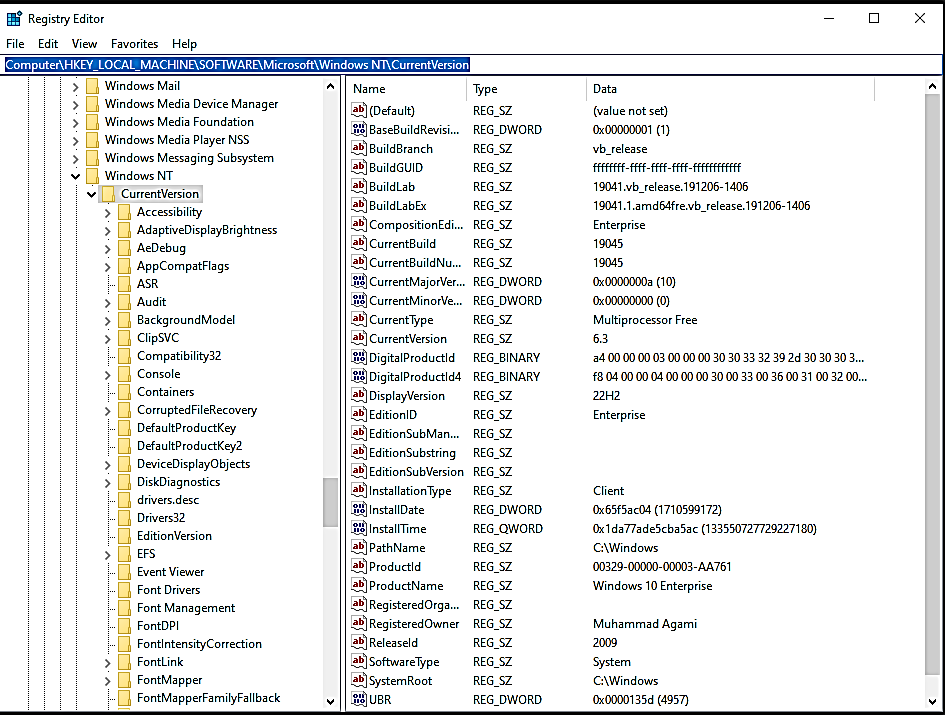 Registry Editor
File Edit View Favorites Help
Computer\HKEY_LOCAL_MACHINE\SOFTWARE\Microsoft\Windows NT\CurrentVersion
Windows Mail
Windows Media Device Manager
Windows Media Foundation
Windows Media Player NSS
Windows Messaging Subsystem
Windows NT
CurrentVersion
Accessibility
AdaptiveDisplayBrightness
AeDebug
AppCompatFlags
ASR
Audit
BackgroundModel
ClipSVC
Compatibility32
Console
Containers
CorruptedFileRecovery
DefaultProductKey
DefaultProductKey2
DeviceDisplayObjects
DiskDiagnostics
drivers.desc
Drivers32
EditionVersion
EFS
Event Viewer
Font Drivers
Font Management
FontDPI
FontIntensityCorrection
FontLink
FontMapper
FontMapperFamilyFallback
Name Type Data
(Default) REG_SZ (value not set)
BaseBuildRevisi... REG_DWORD 0x00000001 (1)
BuildBranch REG_SZ vb_release
BuildGUID REG_SZ ffffffff-ffff-ffff-ffff-ffffffffffff
BuildLab REG_SZ 19041.vb_release.191206-1406
BuildLabEx REG_SZ 19041.1.amd64fre.vb_release.191206-1406
CompositionEdi... REG_SZ Enterprise
CurrentBuild REG_SZ 19045
CurrentBuildNu... REG_SZ 19045
CurrentMajorVer... REG_DWORD 0x0000000a (10)
CurrentMinorVe... REG_DWORD 0x00000000 (0)
CurrentType REG_SZ Multiprocessor Free
CurrentVersion REG_SZ 6.3
DigitalProductId REG_BINARY a4 00 00 00 03 00 00 00 30 30 33 32 39 2d 30 30 30 3...
DigitalProductId4 REG_BINARY f8 04 00 00 04 00 00 00 30 00 33 00 36 00 31 00 32 00...
DisplayVersion REG_SZ 22H2
EditionID REG_SZ Enterprise
EditionSubMan... REG_SZ
EditionSubstring REG_SZ
EditionSubVersion REG_SZ
InstallationType REG_SZ Client
InstallDate REG_DWORD 0x65f5ac04 (1710599172)
InstallTime REG_QWORD 0x1da77ade5cba5ac (133550727729227180)
PathName REG_SZ C:\Windows
ProductId REG_SZ 00329-00000-00003-AA761
ProductName REG_SZ Windows 10 Enterprise
RegisteredOrga... REG_SZ
RegisteredOwner REG_SZ Muhammad Agami
ReleaseId REG_SZ 2009
SoftwareType REG_SZ System
SystemRoot REG_SZ C:\Windows
UBR REG_DWORD 0x0000135d (4957)